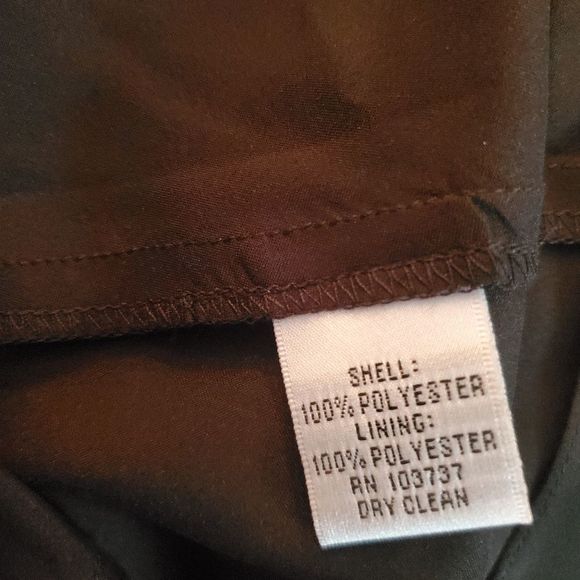 SHELL:
100% POLYESTER
LINING:
100% POLYESTER
RN 103737
DRY CLEAN